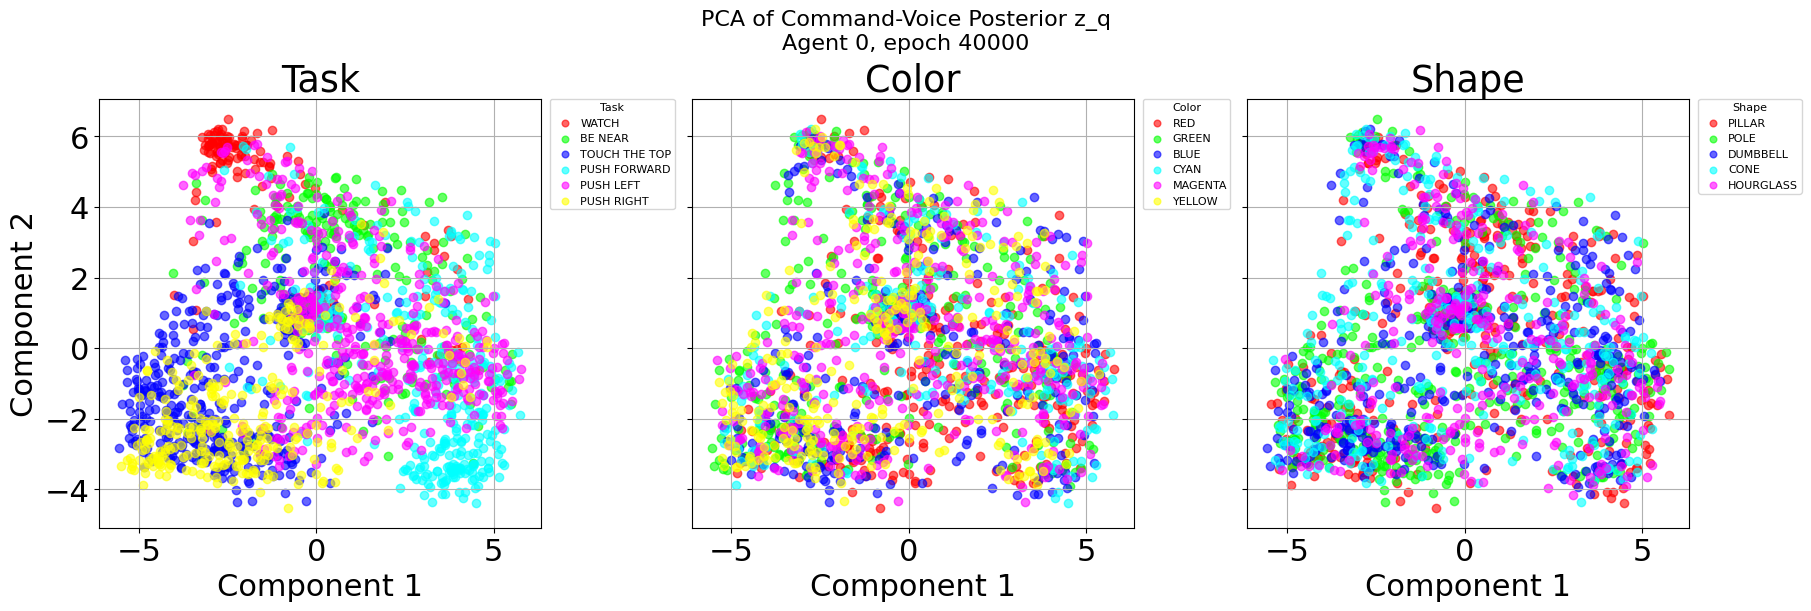 PCA of Command-Voice Posterior z_q
Agent 0, epoch 40000
Task
Component 2
6
4
2
0
−2
−4
−5 0 5
Component 1
Task
WATCH
BE NEAR
TOUCH THE TOP
PUSH FORWARD
PUSH LEFT
PUSH RIGHT
Color
−5 0 5
Component 1
Color
RED
GREEN
BLUE
CYAN
MAGENTA
YELLOW
Shape
−5 0 5
Component 1
Shape
PILLAR
POLE
DUMBBELL
CONE
HOURGLASS